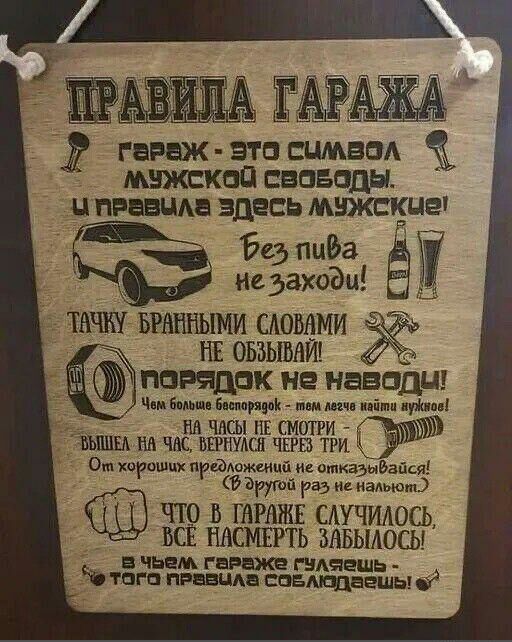 ПРАВИЛА ГАРАЖА
ГАРАЖ - ЭТО СИМВОЛ
МУЖСКОЙ СВОБОДЫ.
И ПРАВИЛА ЗДЕСЬ МУЖСКИЕ!
Без пива
не заходи!
ТАЧКУ БРАННЫМИ СЛОВАМИ
НЕ ОБЗЫВАЙ!
ПОРЯДОК НЕ НАВОДИ!
Чем больше беспорядок - тем легче найти нужное!
НА ЧАСЫ НЕ СМОТРИ -
ВЫШЕЛ НА ЧАС, ВЕРНУЛСЯ ЧЕРЕЗ ТРИ.
От хороших предложений не отказывайся!
(В другой раз не нальют.)
ЧТО В ГАРАЖЕ СЛУЧИЛОСЬ,
ВСЁ НАСМЕРТЬ ЗАБЫЛОСЬ!
В ЧЬЕМ ГАРАЖЕ ГУЛЯЕШЬ -
ТОГО ПРАВИЛА СОБЛЮДАЕШЬ!